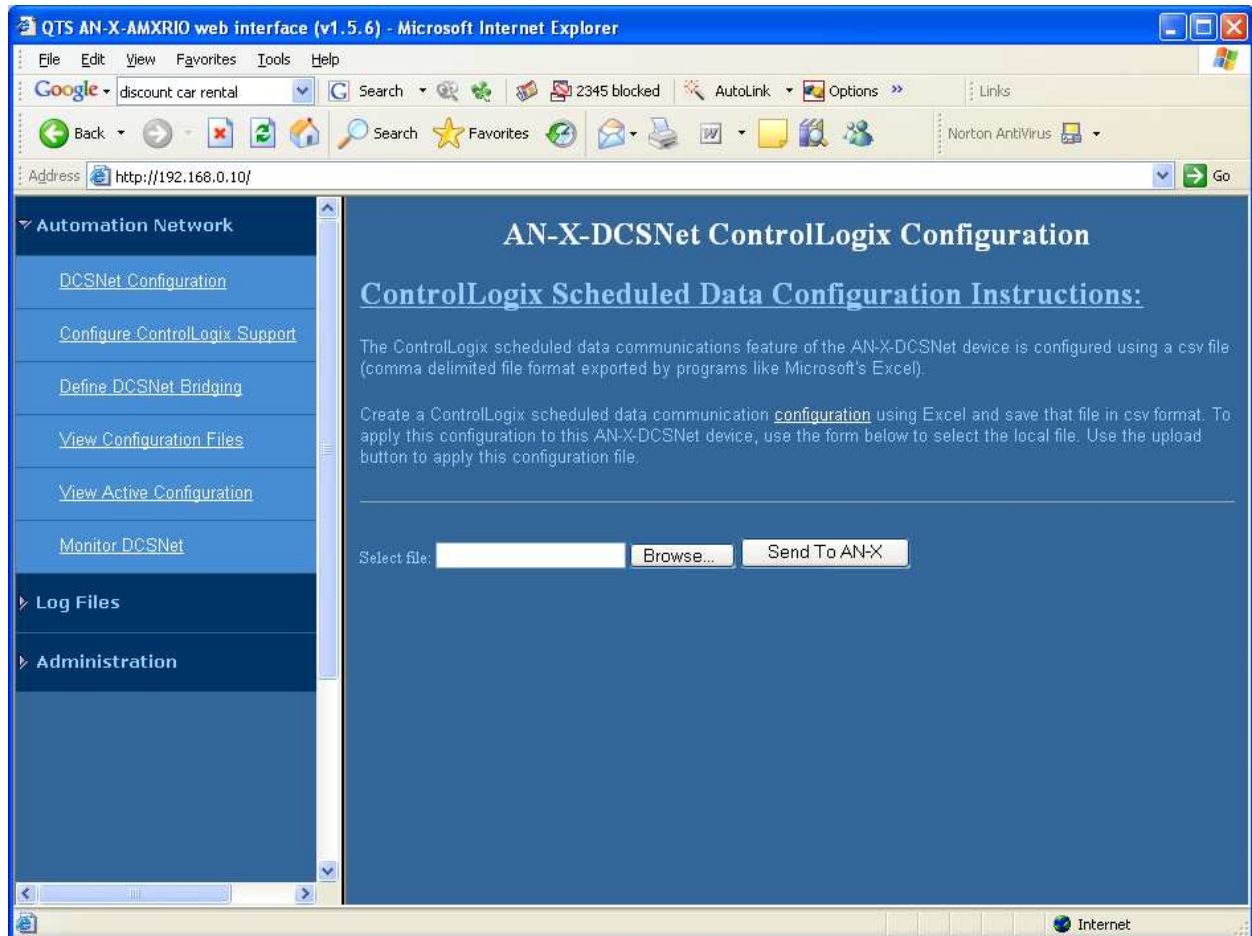 QTS AN-X-AMXRIO web interface (v1.5.6) - Microsoft Internet Explorer
File Edit View Favorites Tools Help
Google discount car rental Search 2345 blocked AutoLink Options » Links
Back Search Favorites Norton AntiVirus
Address http://192.168.0.10/ Go
Automation Network
DCSNet Configuration
Configure ControlLogix Support
Define DCSNet Bridging
View Configuration Files
View Active Configuration
Monitor DCSNet
Log Files
Administration
AN-X-DCSNet ControlLogix Configuration
ControlLogix Scheduled Data Configuration Instructions:
The ControlLogix scheduled data communications feature of the AN-X-DCSNet device is configured using a csv file
(comma delimited file format exported by programs like Microsoft's Excel).
Create a ControlLogix scheduled data communication configuration using Excel and save that file in csv format. To
apply this configuration to this AN-X-DCSNet device, use the form below to select the local file. Use the upload
button to apply this configuration file.
Select file: Browse... Send To AN-X
Internet